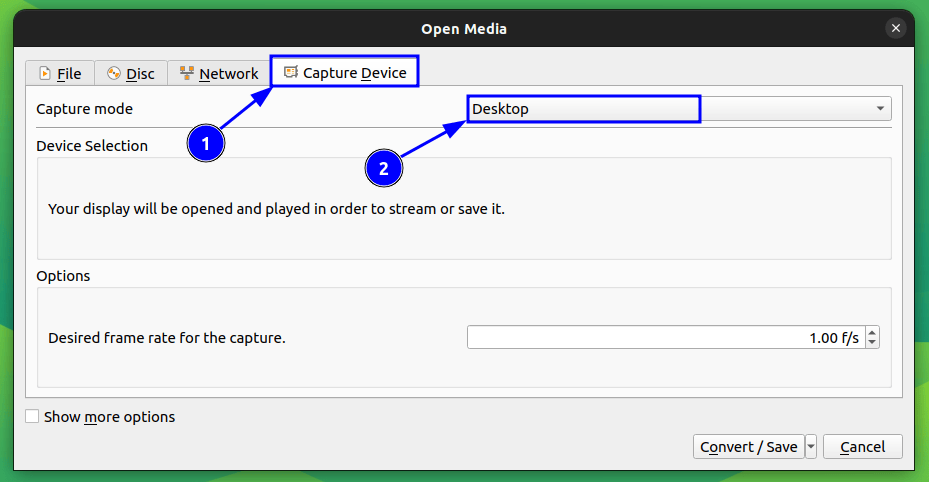 Open Media
File Disc Network Capture Device
Capture mode Desktop
1
2
Device Selection
Your display will be opened and played in order to stream or save it.
Options
Desired frame rate for the capture. 1.00 f/s
Show more options
Convert / Save Cancel